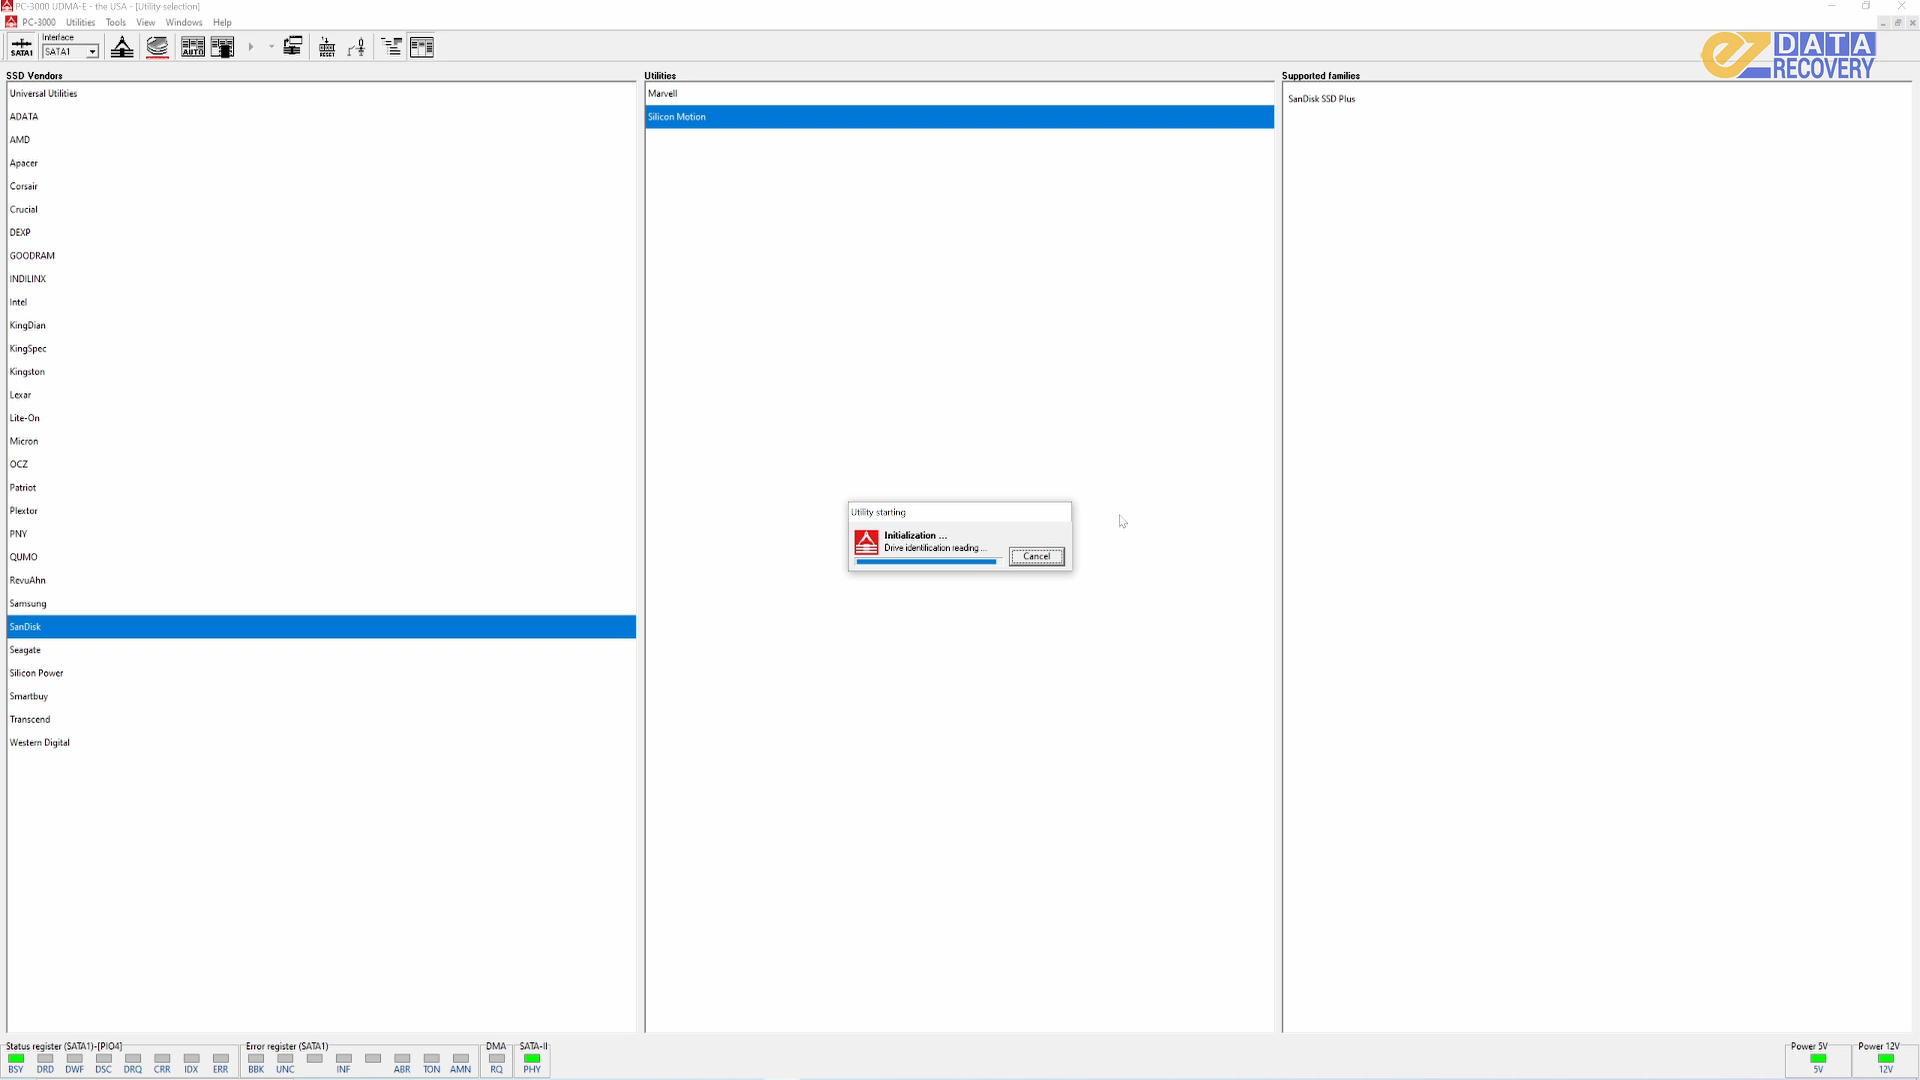 PC-3000 UDMA-E - the USA - [Utility selection]
PC-3000 Utilities Tools View Windows Help
SATA1
Interface
SATA1
AUTO
RESET
ez DATA RECOVERY
SSD Vendors
Universal Utilities
ADATA
AMD
Apacer
Corsair
Crucial
DEXP
GOODRAM
INDILINX
Intel
KingDian
KingSpec
Kingston
Lexar
Lite-On
Micron
OCZ
Patriot
Plextor
PNY
QUMO
RevuAhn
Samsung
SanDisk
Seagate
Silicon Power
Smartbuy
Transcend
Western Digital
Utilities
Marvell
Silicon Motion
Supported families
SanDisk SSD Plus
Utility starting
Initialization ...
Drive identification reading ...
Cancel
Status register (SATA1)-[PIO4]
BSY DRD DWF DSC DRQ CRR IDX ERR
Error register (SATA1)
BBK UNC INF ABR TON AMN
DMA
RQ
SATA-II
PHY
Power 5V
5V
Power 12V
12V